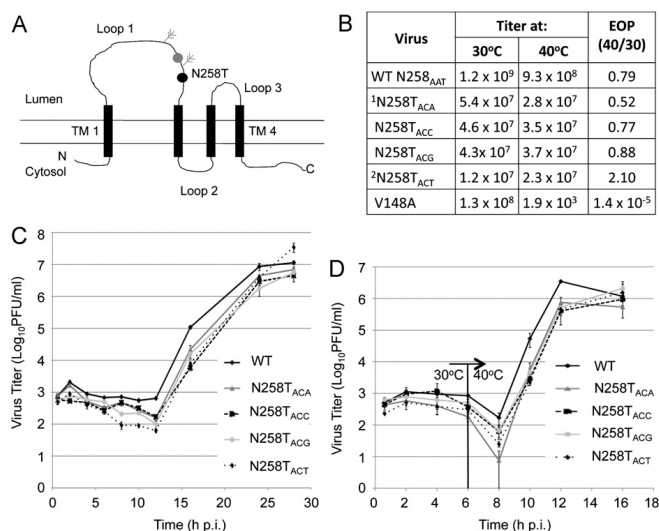 A
Loop 1
N258T
Loop 3
Lumen
TM 1
TM 4
N
Cytosol
C
Loop 2
B
Virus Titer at: EOP (40/30)
30°C 40°C
WT N258AAT 1.2 x 10⁹ 9.3 x 10⁸ 0.79
¹N258TACA 5.4 x 10⁷ 2.8 x 10⁷ 0.52
N258TACC 4.6 x 10⁷ 3.5 x 10⁷ 0.77
N258TACG 4.3x 10⁷ 3.7 x 10⁷ 0.88
²N258TACT 1.2 x 10⁷ 2.3 x 10⁷ 2.10
V148A 1.3 x 10⁸ 1.9 x 10³ 1.4 x 10⁻⁵
C
Virus Titer (Log₁₀PFU/ml)
8
7
6
5
4
3
2
1
0
0 5 10 15 20 25 30
Time (h p.i.)
WT
N258TACA
N258TACC
N258TACG
N258TACT
D
Virus Titer (Log₁₀PFU/ml)
7
6
5
4
3
2
1
0
0 2 4 6 8 10 12 14 16 18
Time (h p.i.)
30°C 40°C
WT
N258TACA
N258TACC
N258TACG
N258TACT